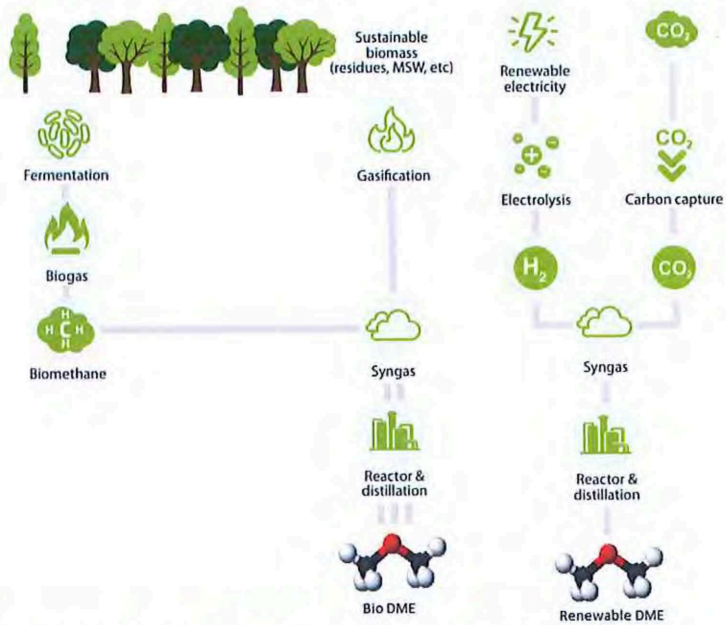 Sustainable
biomass
(residues, MSW, etc)
Renewable
electricity
CO2
Fermentation
Gasification
Electrolysis
CO2
Carbon capture
Biogas
H2
CO2
H
H C H
H
Biomethane
Syngas
Syngas
Reactor &
distillation
Reactor &
distillation
Bio DME
Renewable DME